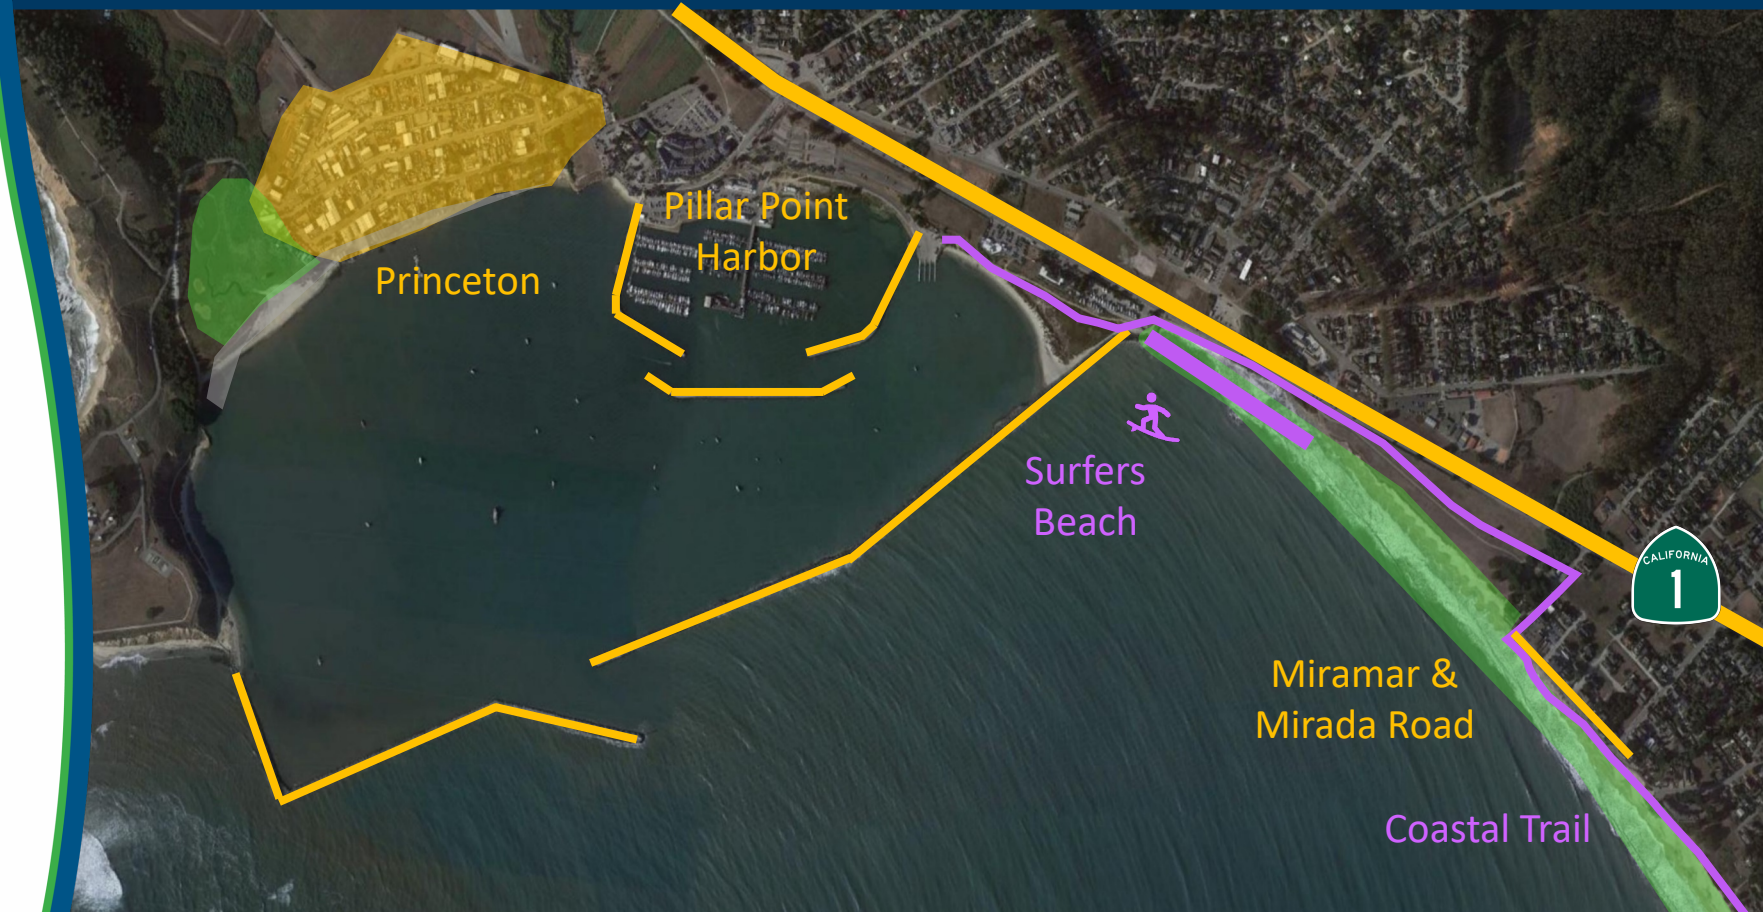 Pillar Point
Harbor
Princeton
Surfers
Beach
CALIFORNIA
1
Miramar &
Mirada Road
Coastal Trail